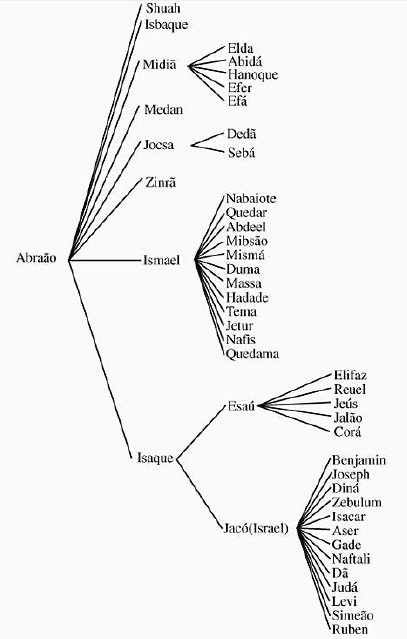 Shuah
Isbaque
Midiã
Elda
Abidá
Hanoque
Efer
Efá
Medan
Jocsa
Dedã
Sebá
Zinrã
Abraão
Ismael
Nabaiote
Quedar
Abdeel
Mibsão
Mismá
Duma
Massa
Hadade
Tema
Jetur
Nafis
Quedama
Isaque
Esaú
Elifaz
Reuel
Jeús
Jalão
Corá
Jacó(Israel)
Benjamin
Joseph
Diná
Zebulum
Isacar
Aser
Gade
Naftali
Dã
Judá
Levi
Simeão
Ruben